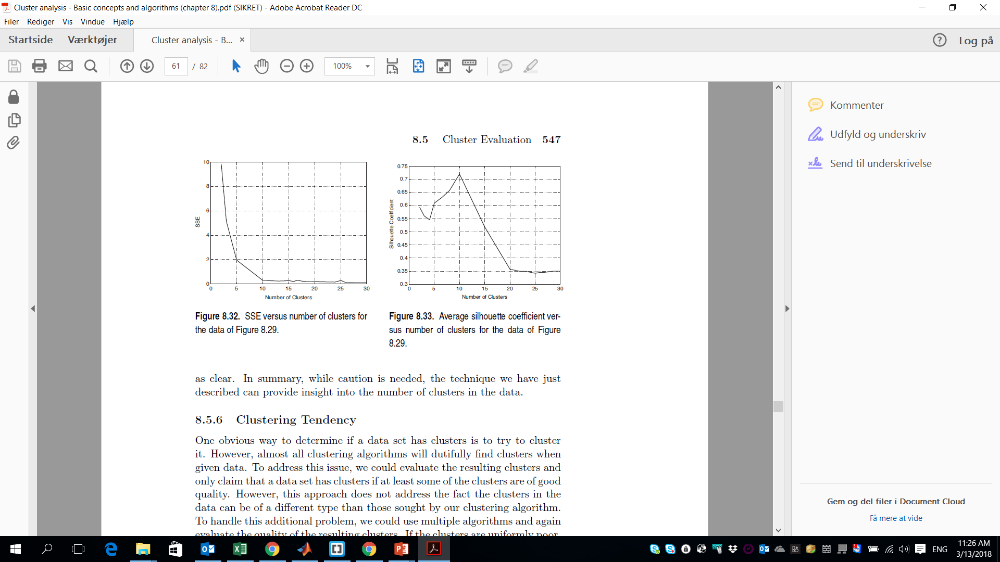 Cluster analysis - Basic concepts and algorithms (chapter 8).pdf (SIKRET) - Adobe Acrobat Reader DC
Filer Rediger Vis Vindue Hjælp
Startside Værktøjer Cluster analysis - B... × ? Log på
61 / 82 100%
Kommenter
Udfyld og underskriv
Send til underskrivelse
8.5 Cluster Evaluation 547
10
8
6
4
2
0
SSE
0 5 10 15 20 25 30
Number of Clusters
0.75
0.7
0.65
0.6
0.55
0.5
0.45
0.4
0.35
0.3
Silhouette Coefficient
0 5 10 15 20 25 30
Number of Clusters
Figure 8.32. SSE versus number of clusters for
the data of Figure 8.29.
Figure 8.33. Average silhouette coefficient ver-
sus number of clusters for the data of Figure
8.29.
as clear. In summary, while caution is needed, the technique we have just
described can provide insight into the number of clusters in the data.
8.5.6 Clustering Tendency
One obvious way to determine if a data set has clusters is to try to cluster
it. However, almost all clustering algorithms will dutifully find clusters when
given data. To address this issue, we could evaluate the resulting clusters and
only claim that a data set has clusters if at least some of the clusters are of good
quality. However, this approach does not address the fact the clusters in the
data can be of a different type than those sought by our clustering algorithm.
To handle this additional problem, we could use multiple algorithms and again
evaluate the quality of the resulting clusters. If the clusters are uniformly poor,
Gem og del filer i Document Cloud
Få mere at vide
ENG
11:26 AM
3/13/2018